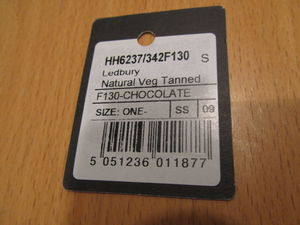 HH6237/342F130 S
Ledbury
Natural Veg Tanned
F130-CHOCOLATE
SIZE: ONE- SS 09
5 051236 011877